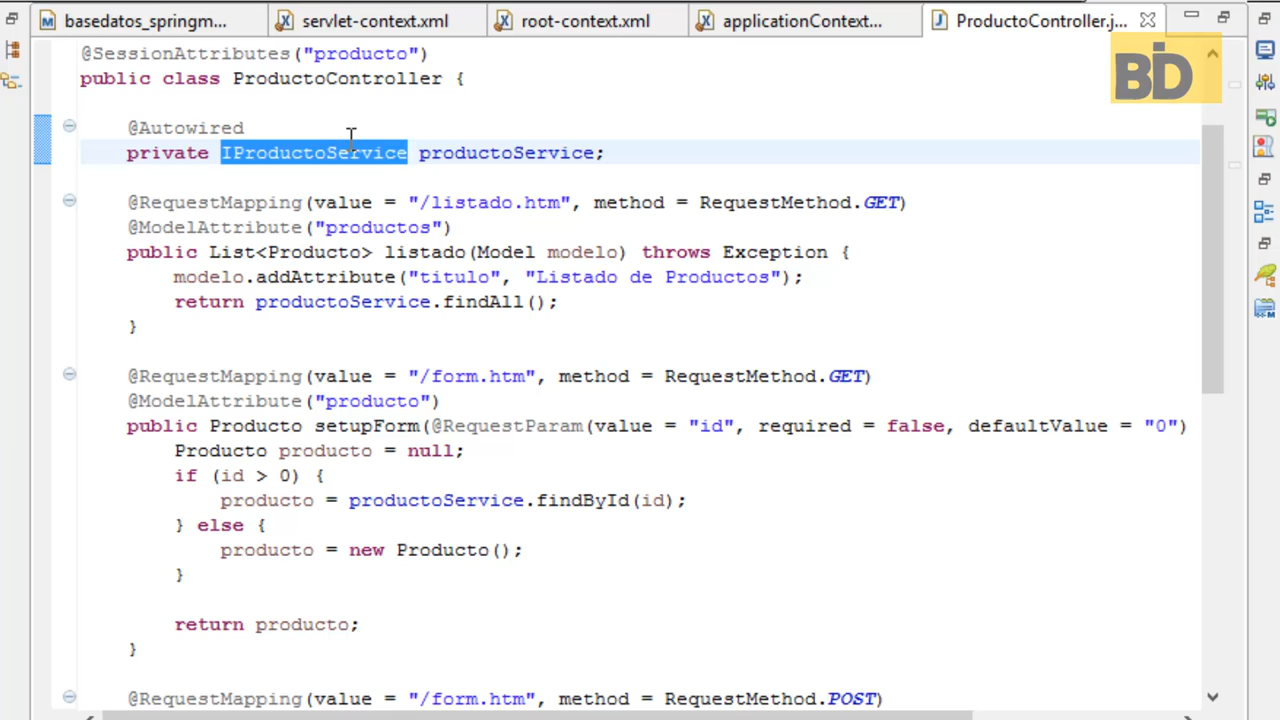 basedatos_springm...
servlet-context.xml
root-context.xml
applicationContext...
ProductoController.j...
BD
@SessionAttributes("producto")
public class ProductoController {
@Autowired
private IProductoService productoService;
@RequestMapping(value = "/listado.htm", method = RequestMethod.GET)
@ModelAttribute("productos")
public List<Producto> listado(Model modelo) throws Exception {
modelo.addAttribute("titulo", "Listado de Productos");
return productoService.findAll();
}
@RequestMapping(value = "/form.htm", method = RequestMethod.GET)
@ModelAttribute("producto")
public Producto setupForm(@RequestParam(value = "id", required = false, defaultValue = "0")
Producto producto = null;
if (id > 0) {
producto = productoService.findById(id);
} else {
producto = new Producto();
}
return producto;
}
@RequestMapping(value = "/form.htm", method = RequestMethod.POST)